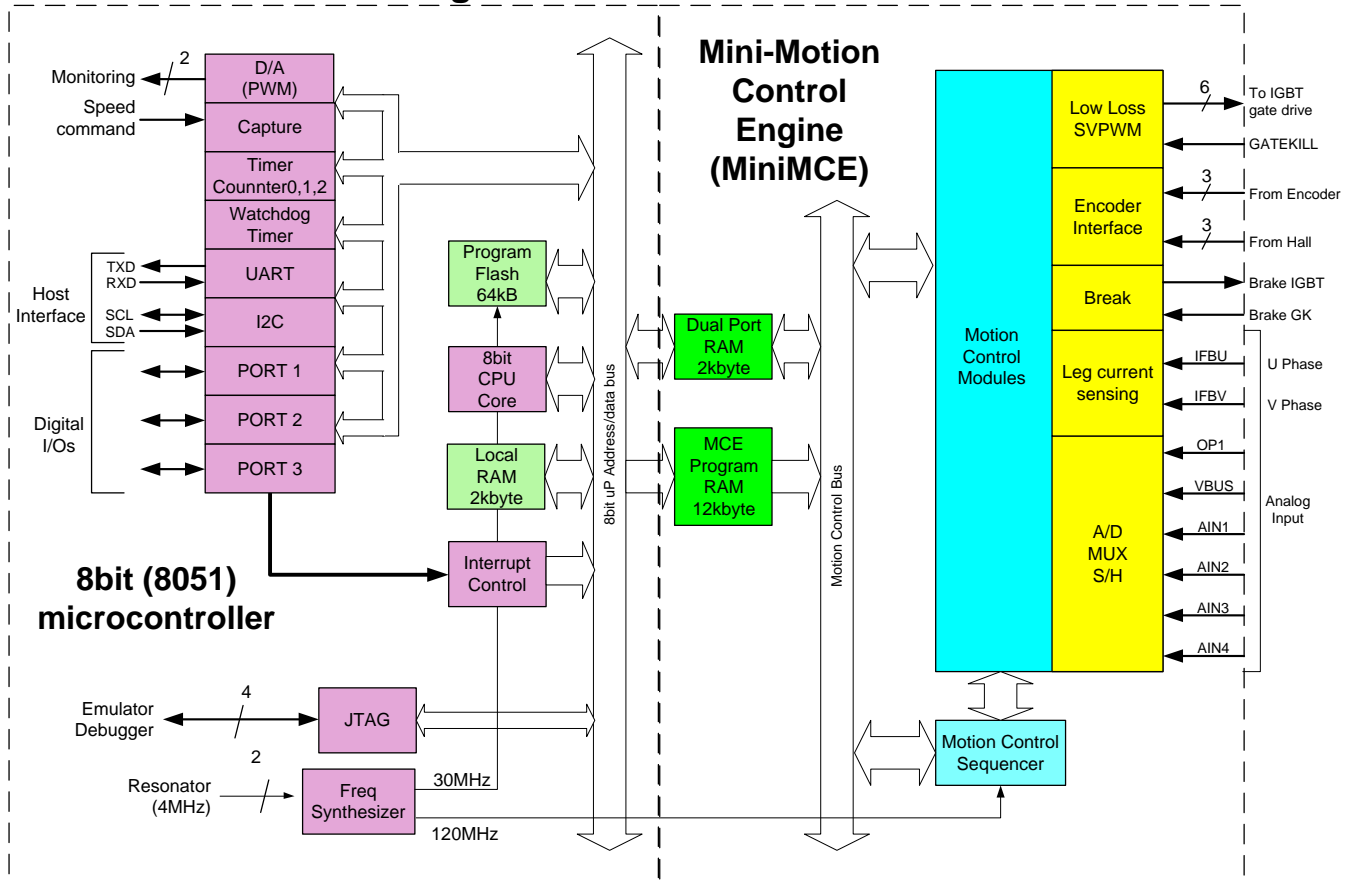 D/A
(PWM)
Capture
Timer
Counnter0,1,2
Watchdog
Timer
UART
I2C
PORT 1
PORT 2
PORT 3
2
Monitoring
Speed
command
TXD
RXD
SCL
SDA
Host
Interface
Digital
I/Os
Program
Flash
64kB
8bit
CPU
Core
Local
RAM
2kbyte
Interrupt
Control
8bit (8051)
microcontroller
4
Emulator
Debugger
JTAG
2
Resonator
(4MHz)
Freq
Synthesizer
30MHz
120MHz
8bit uP Address/data bus
Mini-Motion
Control
Engine
(MiniMCE)
Dual Port
RAM
2kbyte
MCE
Program
RAM
12kbyte
Motion Control Bus
Motion
Control
Modules
Low Loss
SVPWM
Encoder
Interface
Break
Leg current
sensing
A/D
MUX
S/H
Motion Control
Sequencer
6
To IGBT
gate drive
GATEKILL
3
From Encoder
3
From Hall
Brake IGBT
Brake GK
IFBU
U Phase
IFBV
V Phase
OP1
VBUS
AIN1
AIN2
AIN3
AIN4
Analog
Input